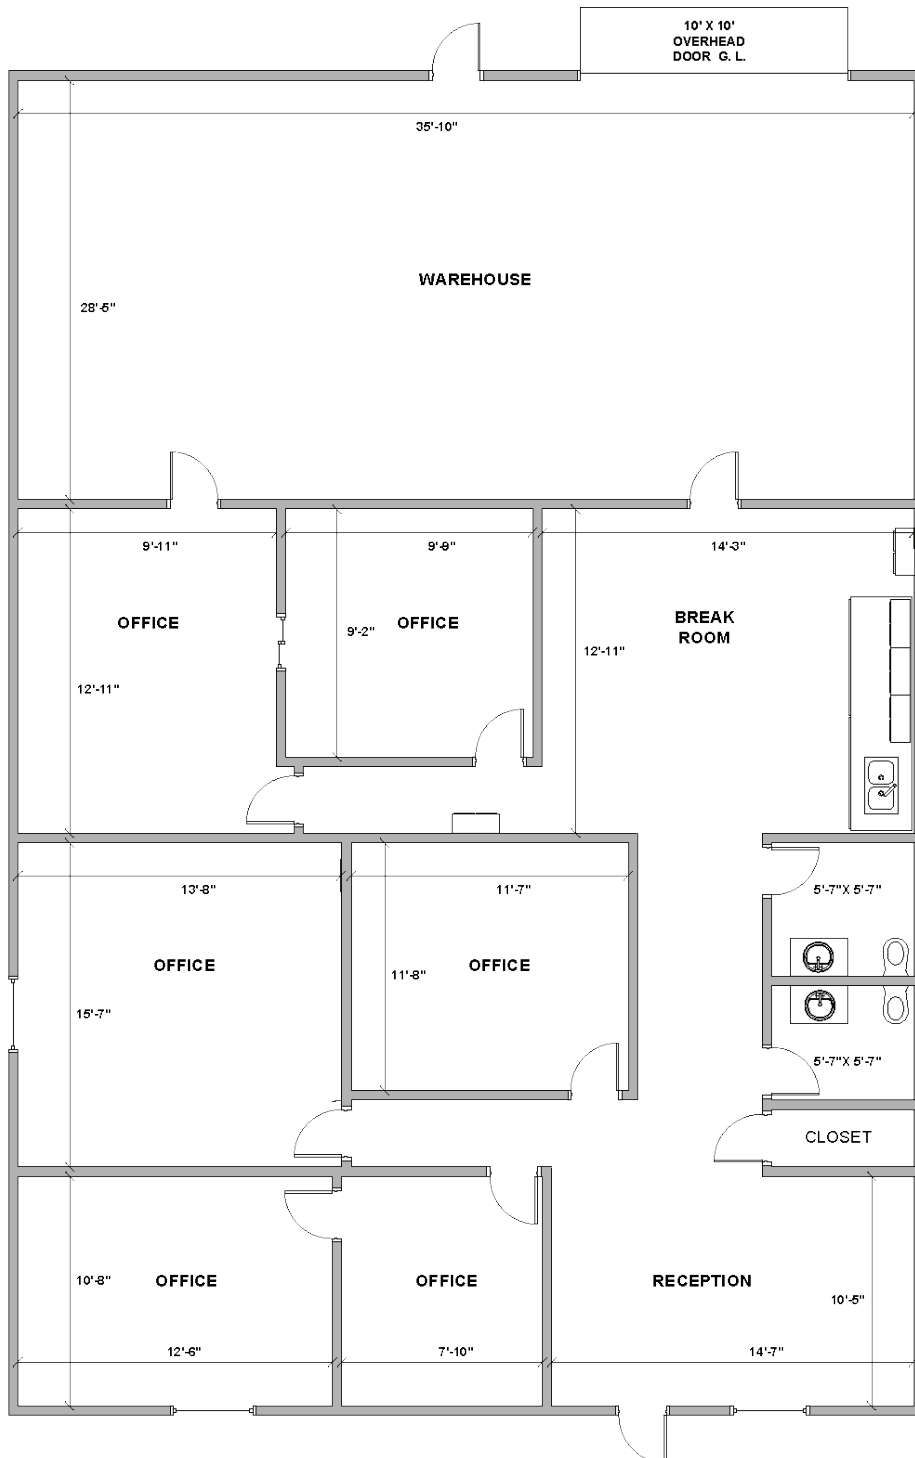 10' X 10'
OVERHEAD
DOOR G. L.
35'-10"
WAREHOUSE
28'-5"
9'-11"
9'-9"
14'-3"
OFFICE
9'-2"
OFFICE
BREAK
ROOM
12'-11"
12'-11"
13'-8"
11'-7"
5'-7" X 5'-7"
OFFICE
11'-8"
OFFICE
15'-7"
5'-7" X 5'-7"
CLOSET
10'-8"
OFFICE
OFFICE
RECEPTION
10'-5"
12'-6"
7'-10"
14'-7"